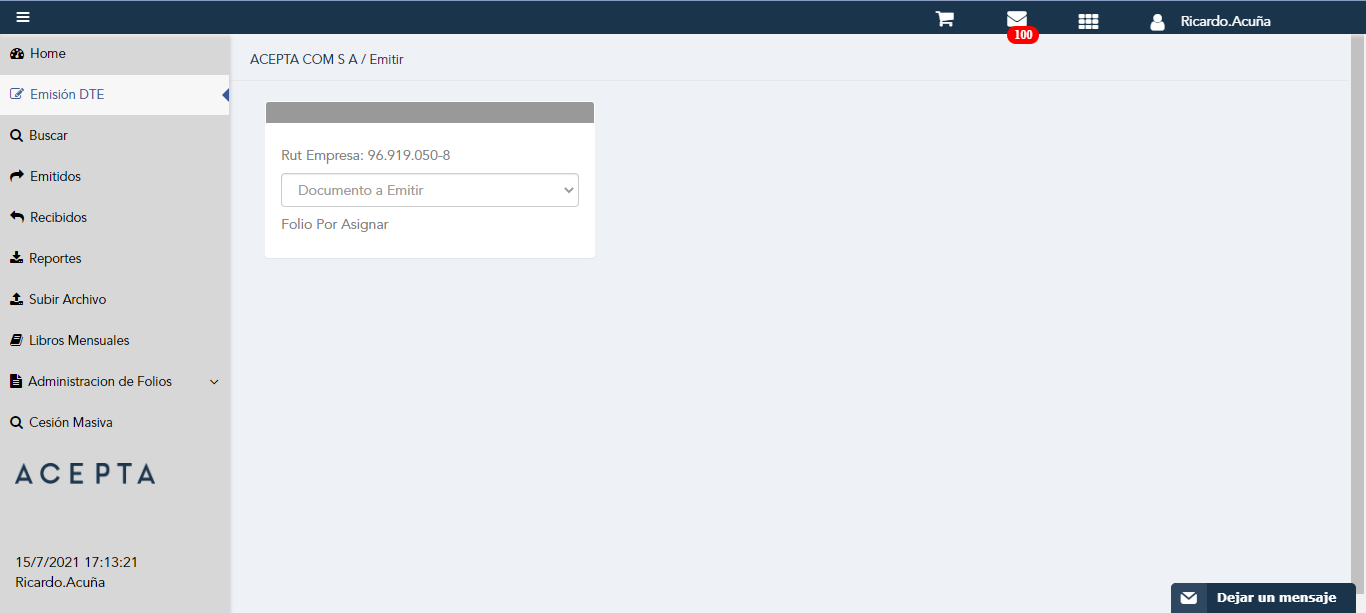 Ricardo.Acuña
100
Home
Emisión DTE
Buscar
Emitidos
Recibidos
Reportes
Subir Archivo
Libros Mensuales
Administracion de Folios
Cesión Masiva
ACEPTA
15/7/2021 17:13:21
Ricardo.Acuña
ACEPTA COM S A / Emitir
Rut Empresa: 96.919.050-8
Documento a Emitir
Folio Por Asignar
Dejar un mensaje